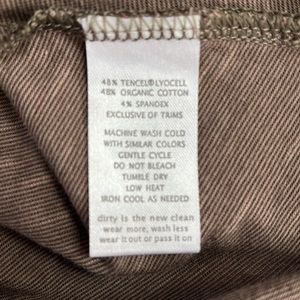 48% TENCEL®LYOCELL
48% ORGANIC COTTON
4% SPANDEX
EXCLUSIVE OF TRIMS
MACHINE WASH COLD
WITH SIMILAR COLORS
GENTLE CYCLE
DO NOT BLEACH
TUMBLE DRY
LOW HEAT
IRON COOL AS NEEDED
dirty is the new clean
wear more, wash less
wear it out or pass it on